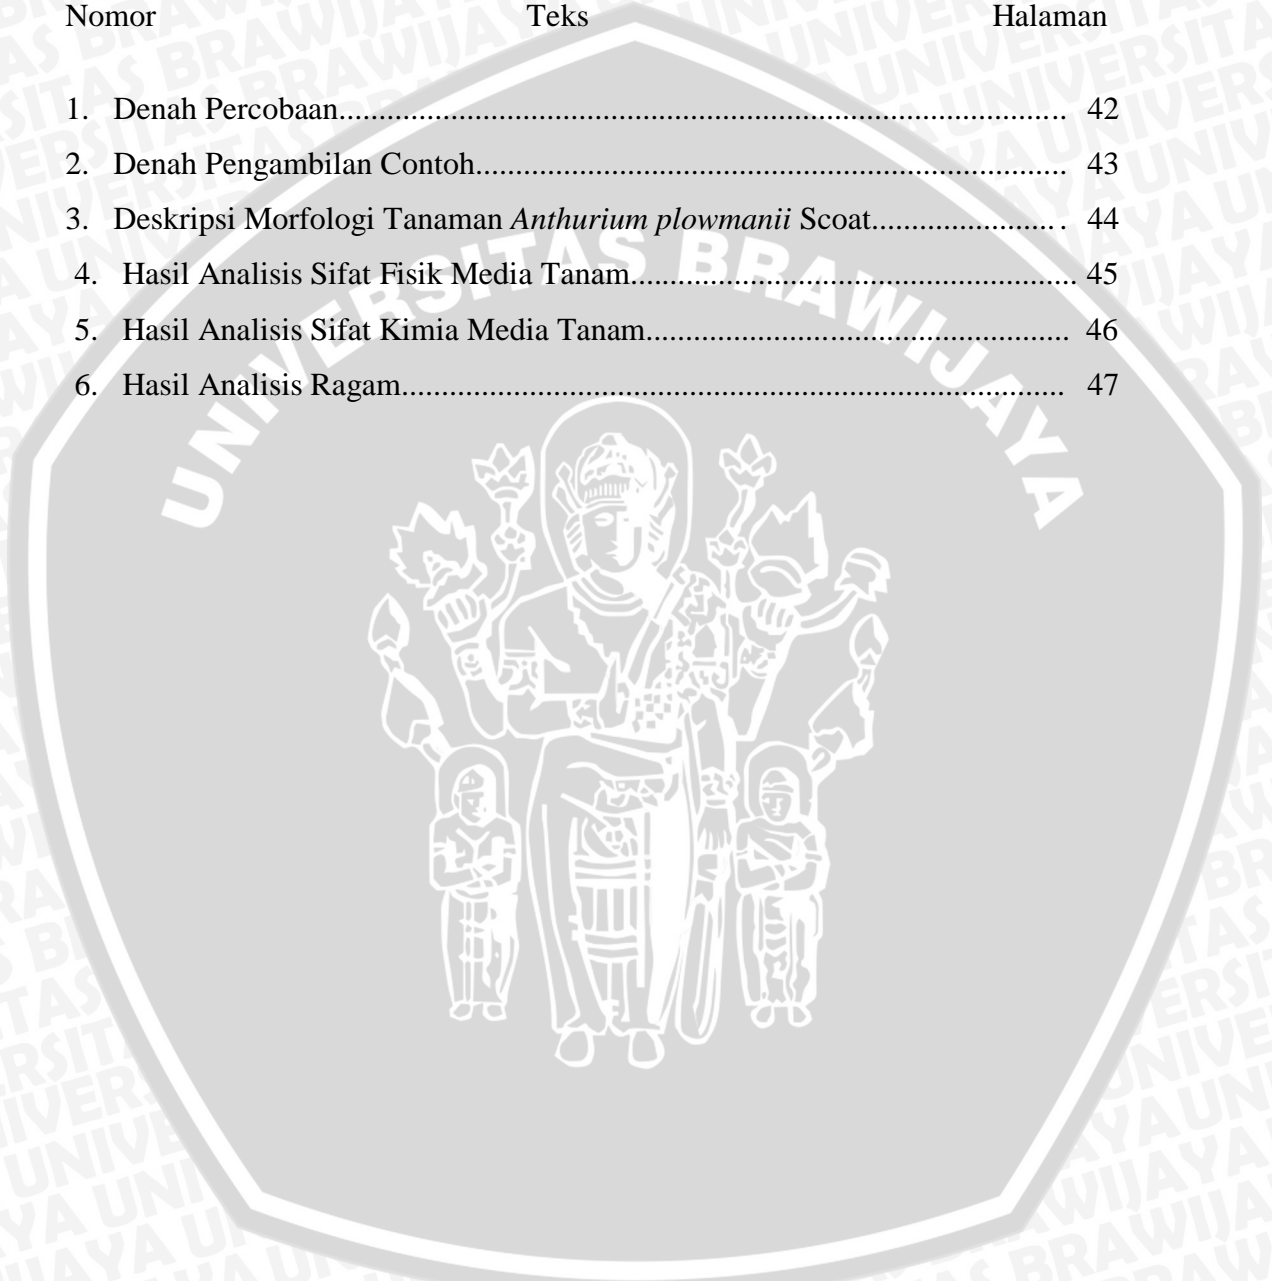 Nomor Teks Halaman
1. Denah Percobaan........................................................................................ 42
2. Denah Pengambilan Contoh........................................................................ 43
3. Deskripsi Morfologi Tanaman Anthurium plowmanii Scoat....................... 44
4. Hasil Analisis Sifat Fisik Media Tanam....................................................... 45
5. Hasil Analisis Sifat Kimia Media Tanam.................................................... 46
6. Hasil Analisis Ragam.................................................................................. 47
UNIVERSITAS BRAWIJAYA